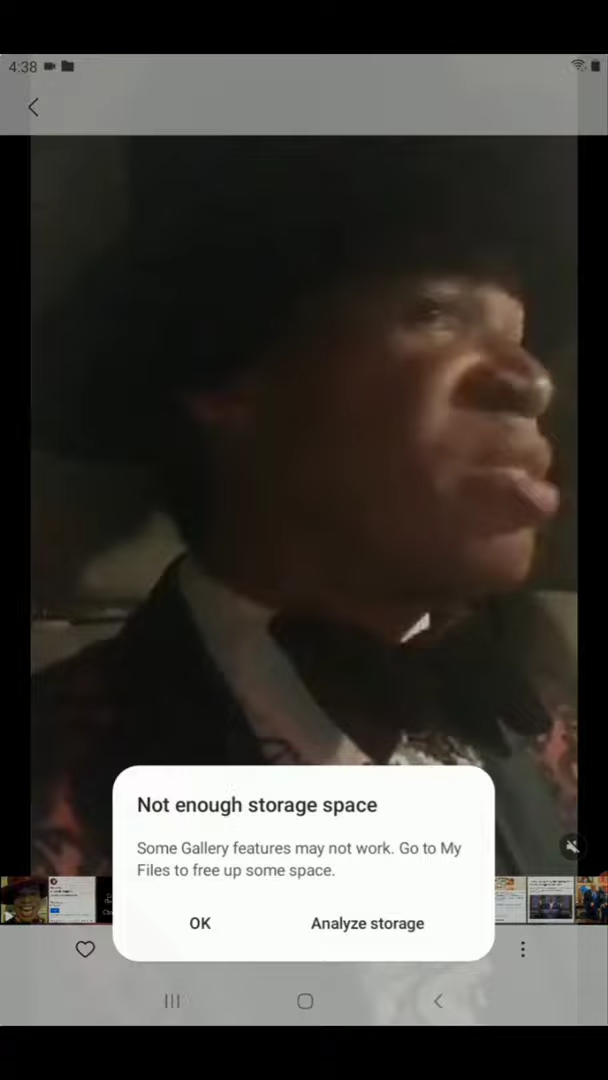 4:38
Not enough storage space
Some Gallery features may not work. Go to My
Files to free up some space.
OK
Analyze storage